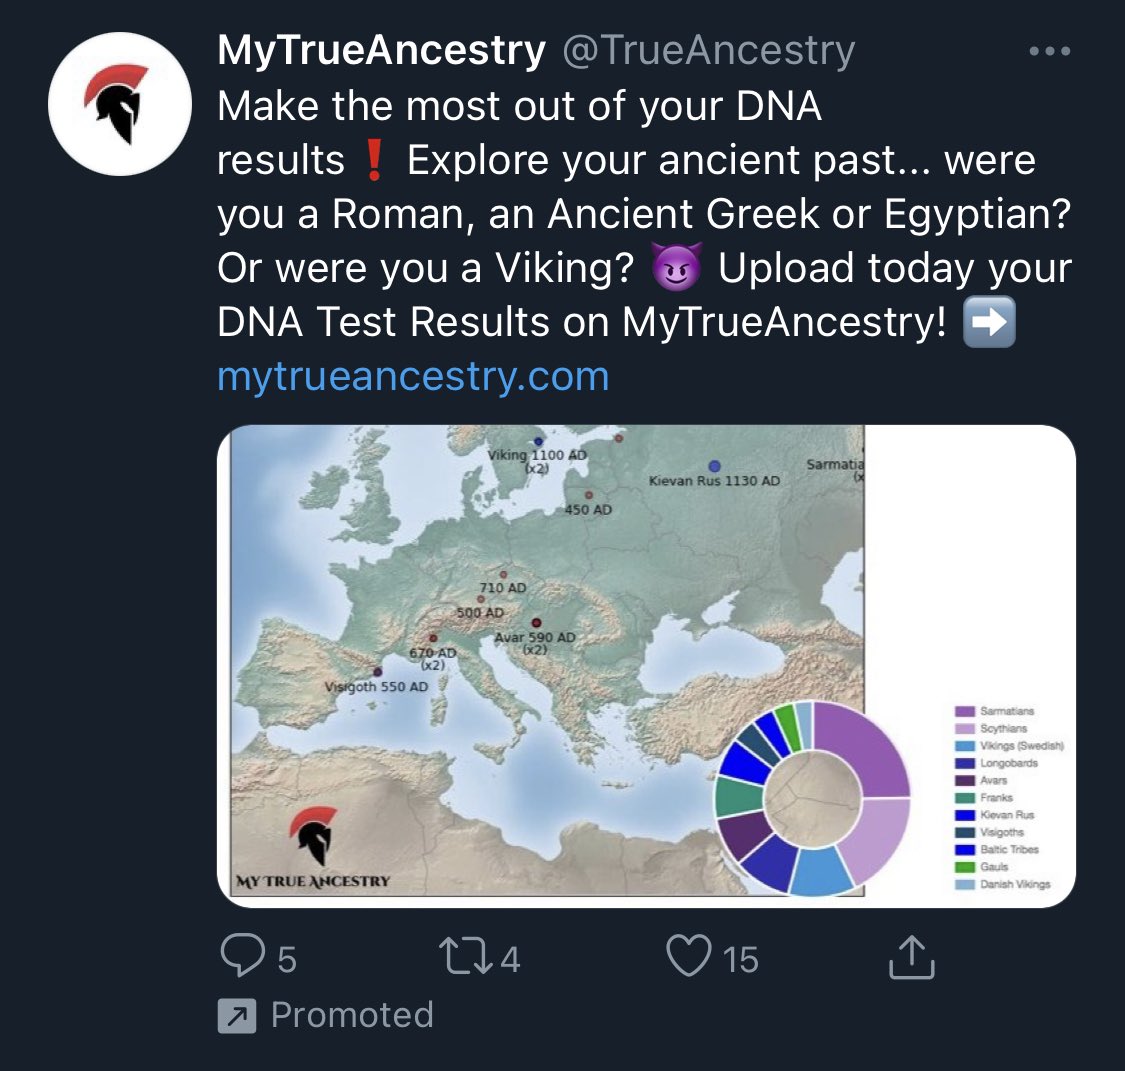 MyTrueAncestry @TrueAncestry
Make the most out of your DNA
results❗ Explore your ancient past... were
you a Roman, an Ancient Greek or Egyptian?
Or were you a Viking? 😈 Upload today your
DNA Test Results on MyTrueAncestry! ➡️
mytrueancestry.com
Viking 1100 AD
(x2)
Kievan Rus 1130 AD
Sarmatia
(x
450 AD
710 AD
500 AD
Avar 590 AD
(x2)
670 AD
(x2)
Visigoth 550 AD
MY TRUE ANCESTRY
Sarmatians
Scythians
Vikings (Swedish)
Longobards
Avars
Franks
Kievan Rus
Visigoths
Baltic Tribes
Gauls
Danish Vikings
5 4 15
Promoted